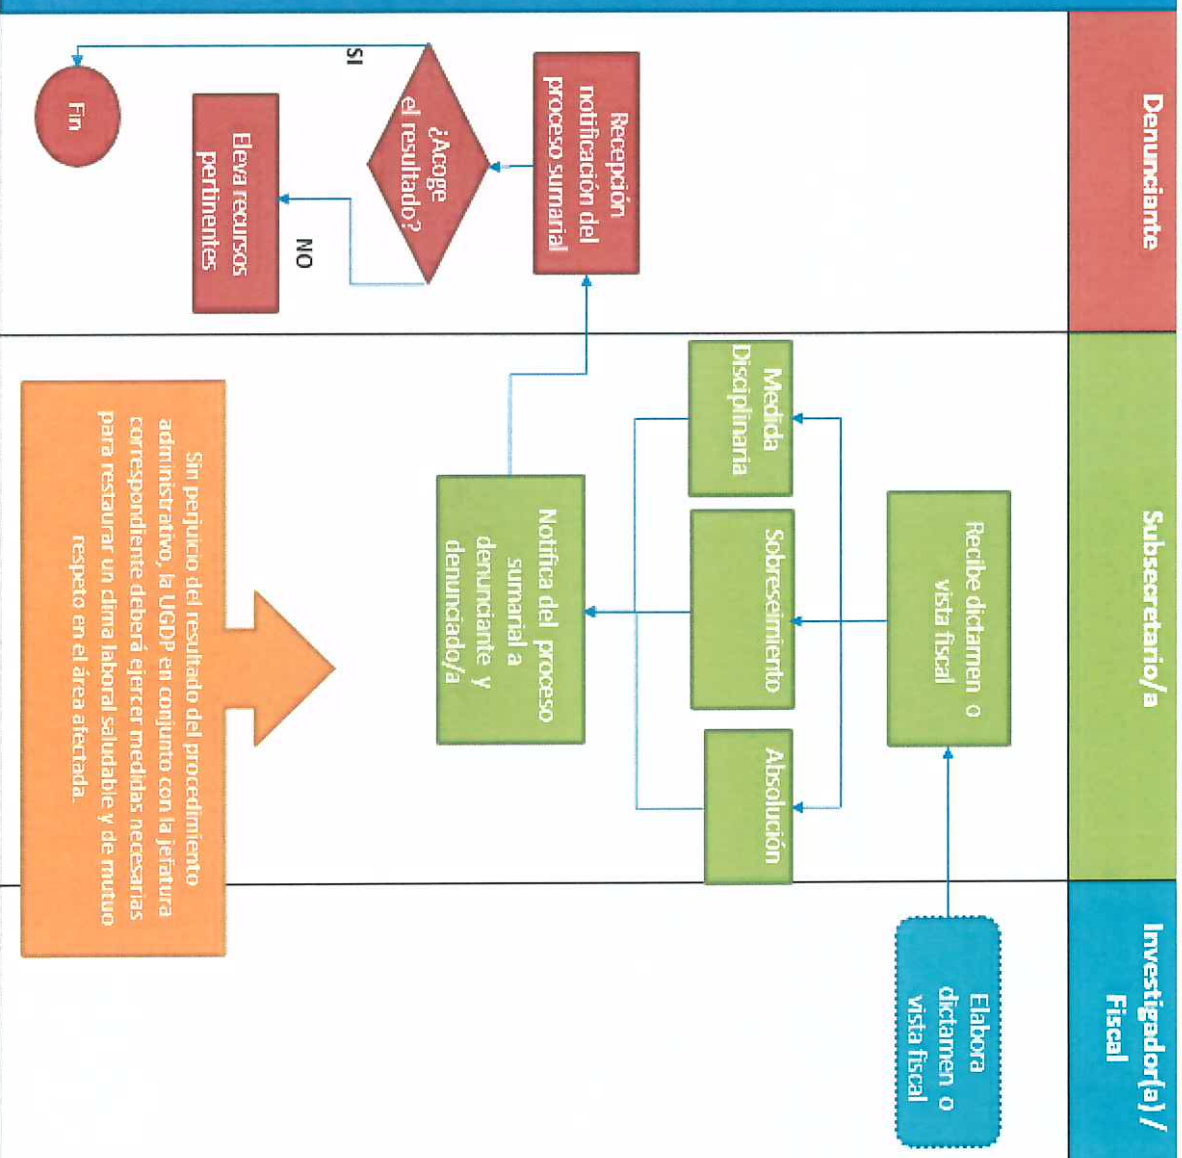 Denunciante
Subsecretario/a
Investigador(a) /
Fiscal
Elabora
dictamen o
vista fiscal
Recibe dictamen o
vista fiscal
Medida
Disciplinaria
Sobreseimiento
Absolución
Notifica del proceso
sumarial a
denunciante y
denunciado/a
Recepción
notificación del
proceso sumarial
¿Acoge
el resultado?
SI
NO
Eleva recursos
pertinentes
Fin
Sin perjuicio del resultado del procedimiento
administrativo, la UGDP en conjunto con la jefatura
correspondiente deberá ejercer medidas necesarias
para restaurar un clima laboral saludable y de mutuo
respeto en el área afectada.